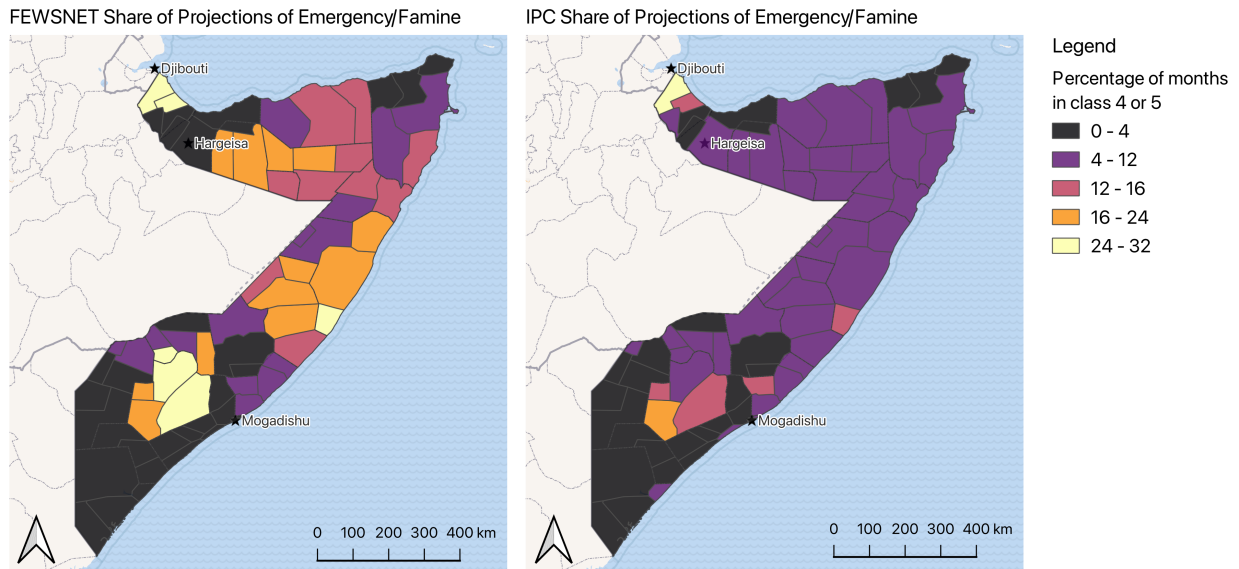 FEWSNET Share of Projections of Emergency/Famine
Djibouti
Hargeisa
Mogadishu
0 100 200 300 400 km
IPC Share of Projections of Emergency/Famine
Djibouti
Hargeisa
Mogadishu
0 100 200 300 400 km
Legend
Percentage of months
in class 4 or 5
0 - 4
4 - 12
12 - 16
16 - 24
24 - 32